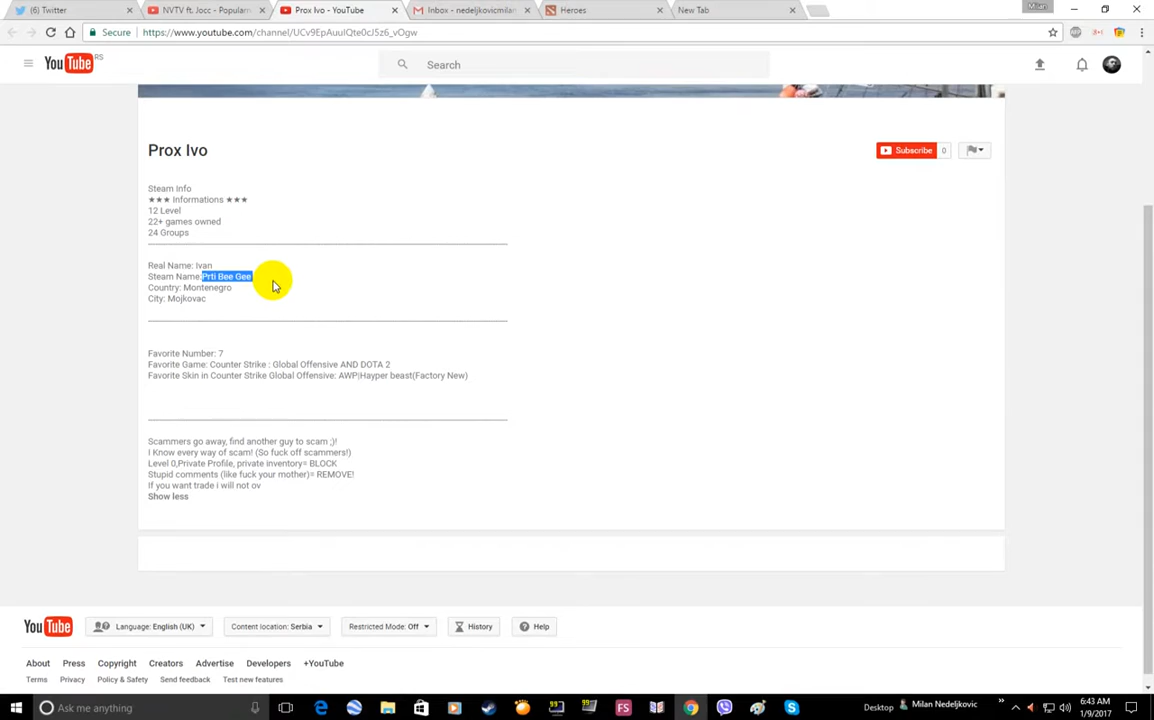 (6) Twitter
NVTV ft. Jocc - Popularn
Prox Ivo - YouTube
Inbox - nedeljkovicmilan
Heroes
New Tab
Milan
Secure
https://www.youtube.com/channel/UCv9EpAuuIQte0cJ5z6_vOgw
YouTube RS
Search
Prox Ivo
Subscribe 0
Steam Info
★★★ Informations ★★★
12 Level
22+ games owned
24 Groups
Real Name: Ivan
Steam Name:Prti Bee Gee
Country: Montenegro
City: Mojkovac
Favorite Number: 7
Favorite Game: Counter Strike : Global Offensive AND DOTA 2
Favorite Skin in Counter Strike Global Offensive: AWP|Hayper beast(Factory New)
Scammers go away, find another guy to scam ;)!
I Know every way of scam! (So fuck off scammers!)
Level 0,Private Profile, private inventory= BLOCK
Stupid comments (like fuck your mother)= REMOVE!
If you want trade i will not ov
Show less
YouTube Language: English (UK) Content location: Serbia Restricted Mode: Off History Help
About Press Copyright Creators Advertise Developers +YouTube
Terms Privacy Policy & Safety Send feedback Test new features
Ask me anything
FS
Desktop
Milan Nedeljkovic
6:43 AM
1/9/2017